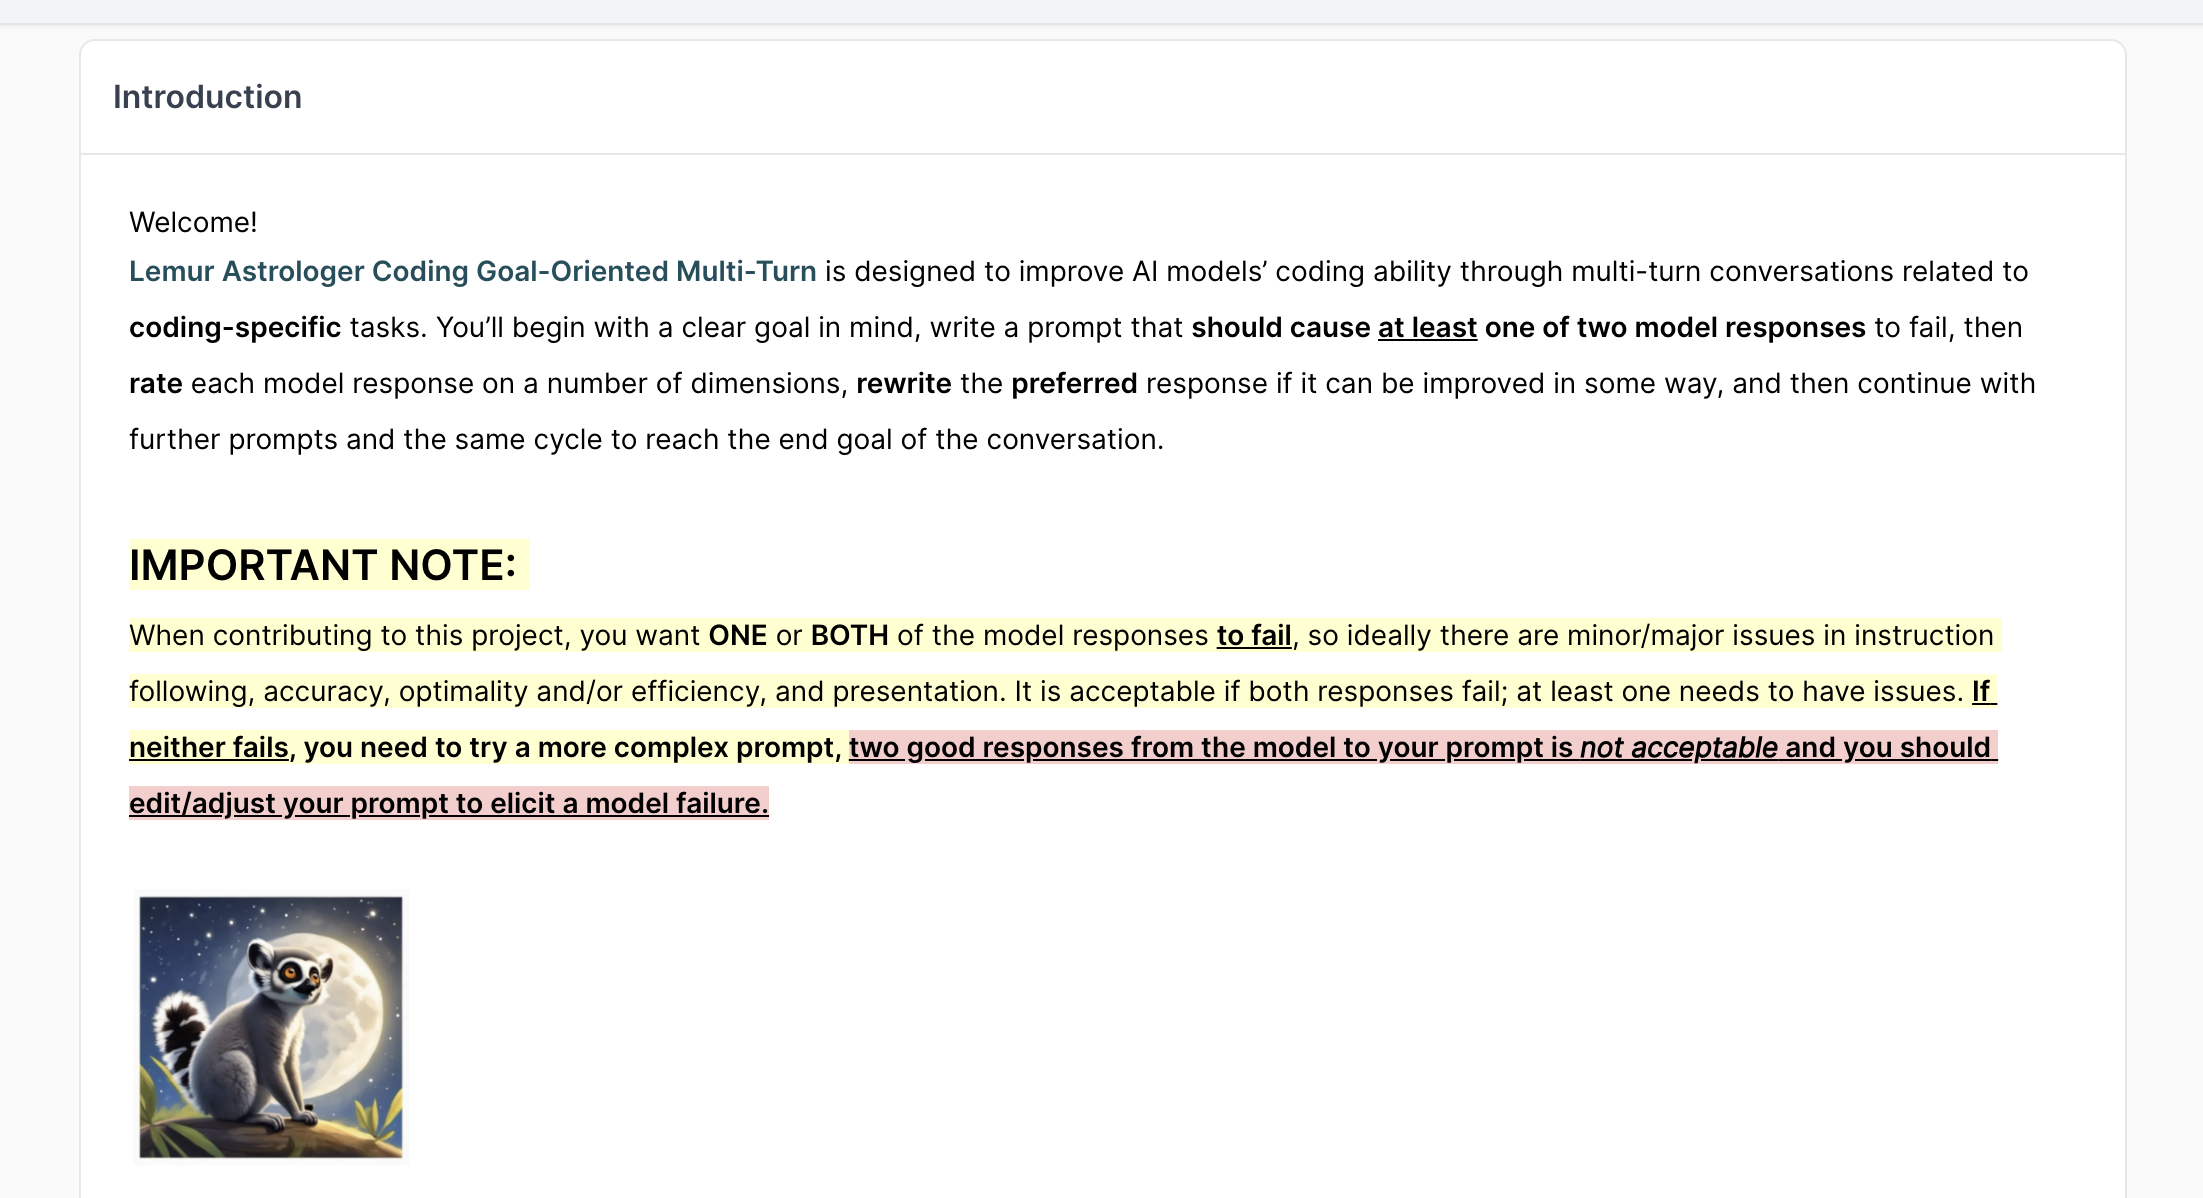 Introduction
Welcome!
Lemur Astrologer Coding Goal-Oriented Multi-Turn is designed to improve AI models’ coding ability through multi-turn conversations related to
coding-specific tasks. You’ll begin with a clear goal in mind, write a prompt that should cause at least one of two model responses to fail, then
rate each model response on a number of dimensions, rewrite the preferred response if it can be improved in some way, and then continue with
further prompts and the same cycle to reach the end goal of the conversation.
IMPORTANT NOTE:
When contributing to this project, you want ONE or BOTH of the model responses to fail, so ideally there are minor/major issues in instruction
following, accuracy, optimality and/or efficiency, and presentation. It is acceptable if both responses fail; at least one needs to have issues. If
neither fails, you need to try a more complex prompt, two good responses from the model to your prompt is not acceptable and you should
edit/adjust your prompt to elicit a model failure.